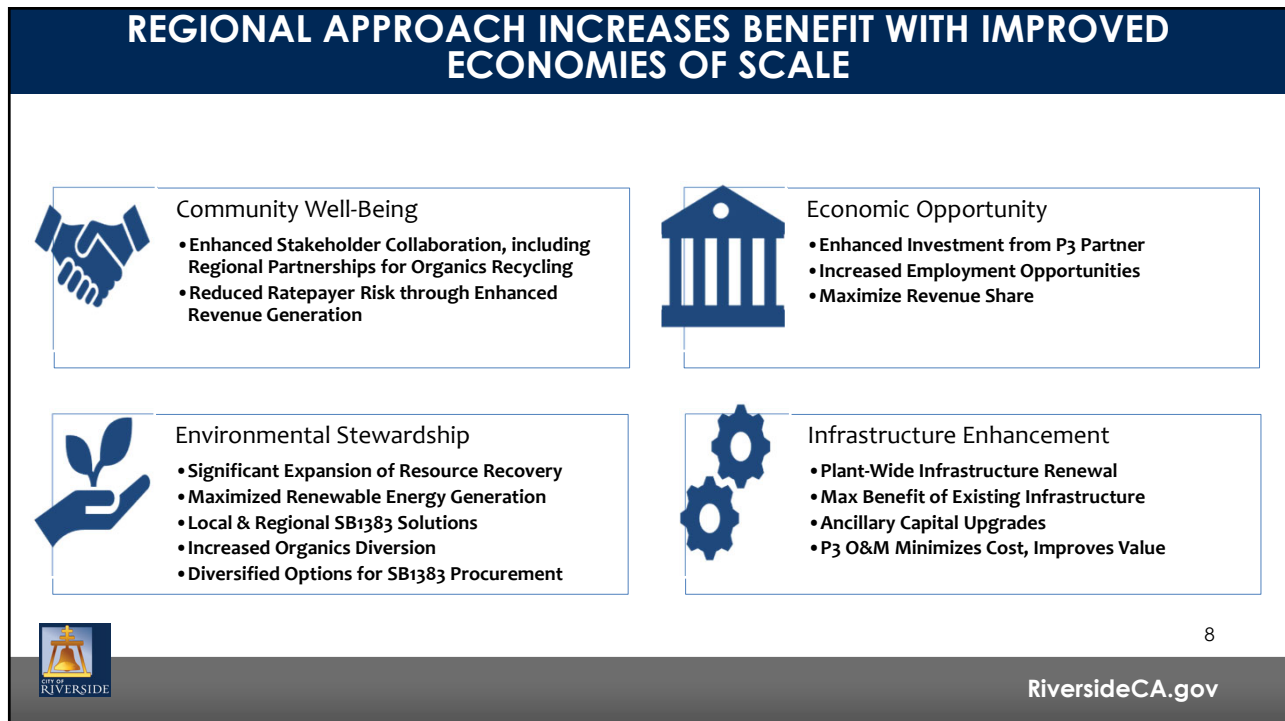 REGIONAL APPROACH INCREASES BENEFIT WITH IMPROVED
ECONOMIES OF SCALE
Community Well-Being
•Enhanced Stakeholder Collaboration, including
Regional Partnerships for Organics Recycling
•Reduced Ratepayer Risk through Enhanced
Revenue Generation
Economic Opportunity
•Enhanced Investment from P3 Partner
•Increased Employment Opportunities
•Maximize Revenue Share
Environmental Stewardship
•Significant Expansion of Resource Recovery
•Maximized Renewable Energy Generation
•Local & Regional SB1383 Solutions
•Increased Organics Diversion
•Diversified Options for SB1383 Procurement
Infrastructure Enhancement
•Plant-Wide Infrastructure Renewal
•Max Benefit of Existing Infrastructure
•Ancillary Capital Upgrades
•P3 O&M Minimizes Cost, Improves Value
8
CITY OF
RIVERSIDE
RiversideCA.gov